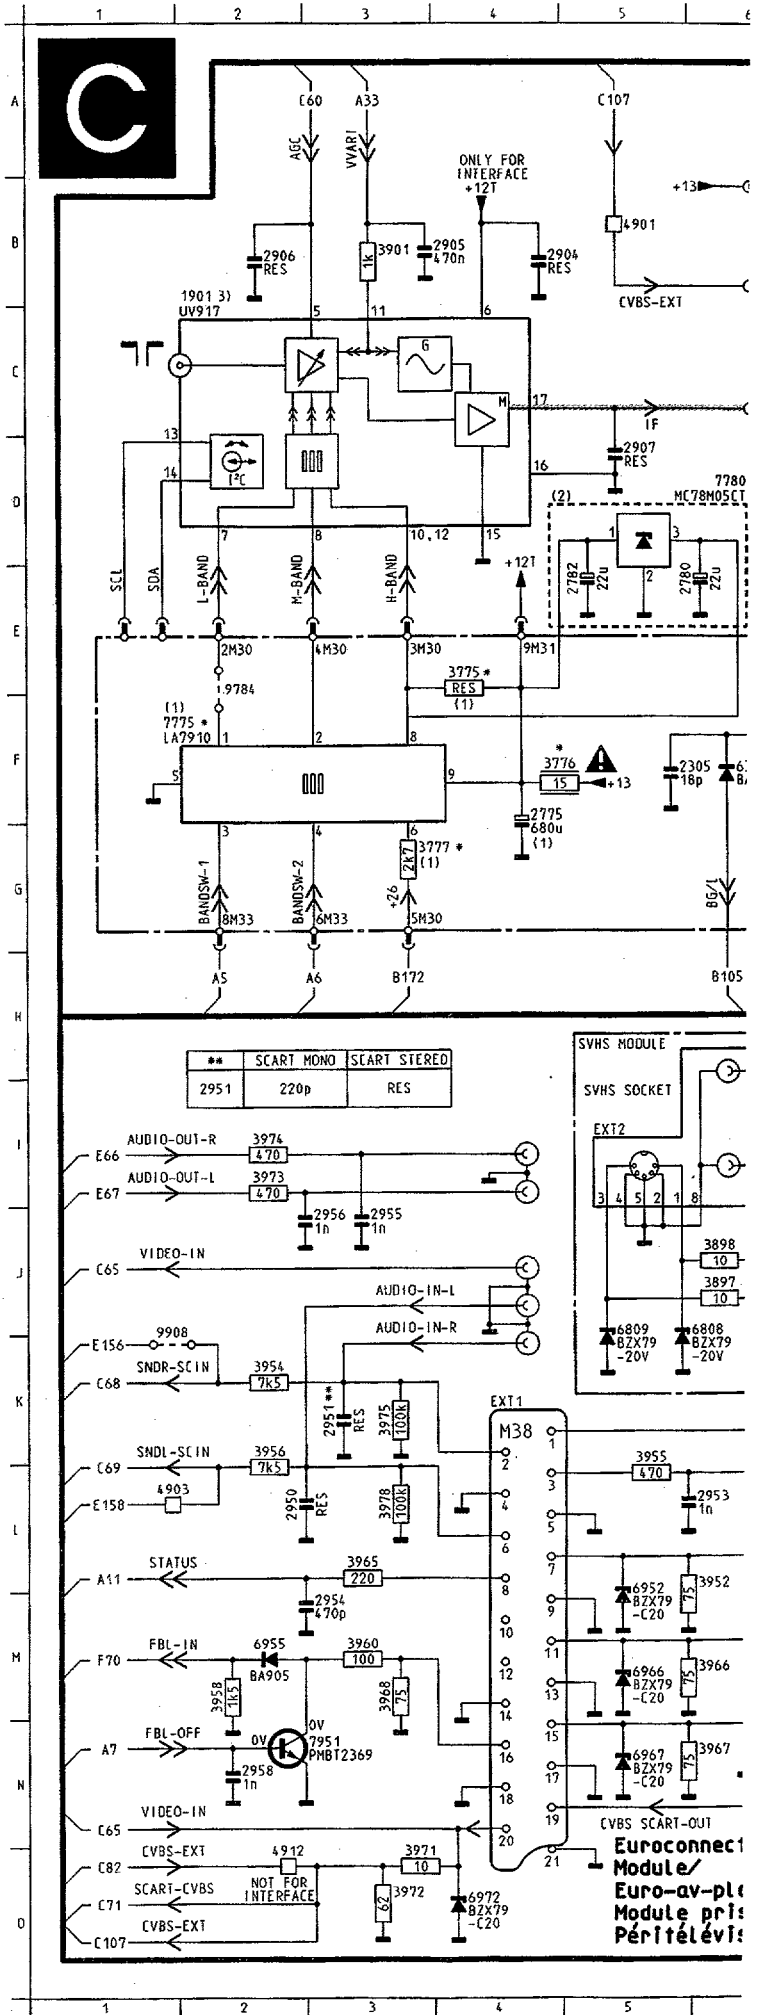 1 2 3 4 5 6
C
A
C60 A33 C107
AGC
VVARI
ONLY FOR
INTERFACE
+12T
+13
B
2906
RES
3901
1k
2905
470n
2904
RES
4901
CVBS-EXT
1901 3)
UV917
5 11 6
C
G
M
17
IF
13
14
I²C
16
2907
RES
D
7 8 10,12 15
(2)
7780
MC78M05CT
1 3
2
2782
22u
2780
22u
SCL
SDA
L-BAND
M-BAND
H-BAND
+12T
E
2M30 4M30 3M30 9M31
9784
3775 *
RES
(1)
(1)
7775 *
LA7910
1 2 8
F
5 9
*
3776
15
+13
2305
18p
2775
680u
(1)
3 4 6
3777 *
(1)
2k7
G
BANDSW-1
BANDSW-2
+26
BG/L
8M33 6M33 5M30
A5 A6 B172 B105
H
** SCART MONO SCART STEREO
2951 220p RES
SVHS MODULE
SVHS SOCKET
EXT2
3 4 5 2 1 8
I
E66 AUDIO-OUT-R 3974
470
E67 AUDIO-OUT-L 3973
470
2956
1n
2955
1n
J
C65 VIDEO-IN
AUDIO-IN-L
AUDIO-IN-R
3898
10
3897
10
6809
BZX79
-20V
6808
BZX79
-20V
E156 9908
K
C68 SNDR-SCIN 3954
7k5
2951 **
RES
3975
100k
EXT1
M38
1
2
C69 SNDL-SCIN 3956
7k5
E158 4903
2950
RES
3978
100k
3955
470
2953
1n
L
3
4
5
6
7
A11 STATUS 3965
220
8
2954
470p
6952
BZX79
-C20
3952
75
9
10
M
F70 FBL-IN 6955
BA905
3960
100
11
12
3958
1k5
3968
75
6966
BZX79
-C20
3966
75
13
14
15
A7 FBL-OFF
0V
0V
7951
PMBT2369
2958
1n
16
6967
BZX79
-C20
3967
75
N
17
18
19
C65 VIDEO-IN
20
CVBS SCART-OUT
C82 CVBS-EXT 4912
NOT FOR
INTERFACE
3971
10
21
C71 SCART-CVBS
3972
62
6972
BZX79
-C20
O
C107 CVBS-EXT
Module/
Module
1 2 3 4 5